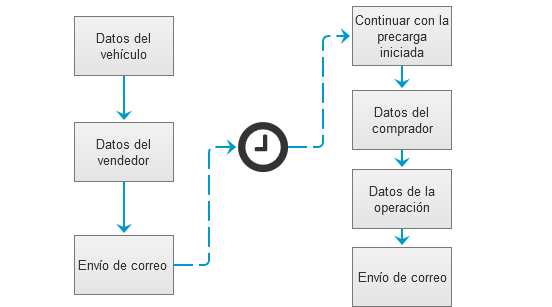 Datos del
vehículo
Datos del
vendedor
Envío de correo
Continuar con la
precarga
iniciada
Datos del
comprador
Datos de la
operación
Envío de correo